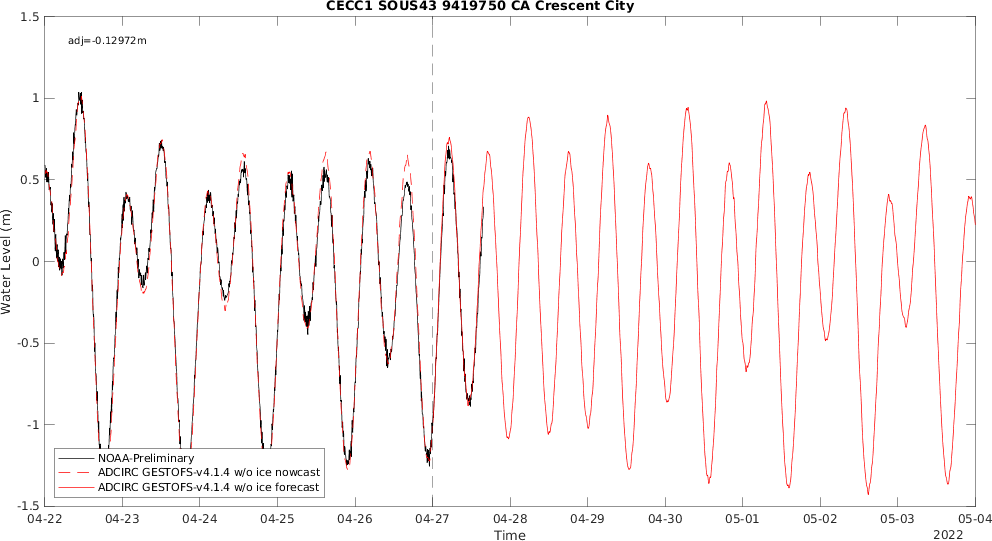 CECC1 SOUS43 9419750 CA Crescent City
adj=-0.12972m
1.5
1
0.5
0
-0.5
-1
-1.5
Water Level (m)
NOAA-Preliminary
ADCIRC GESTOFS-v4.1.4 w/o ice nowcast
ADCIRC GESTOFS-v4.1.4 w/o ice forecast
04-22 04-23 04-24 04-25 04-26 04-27 04-28 04-29 04-30 05-01 05-02 05-03 05-04
Time
2022